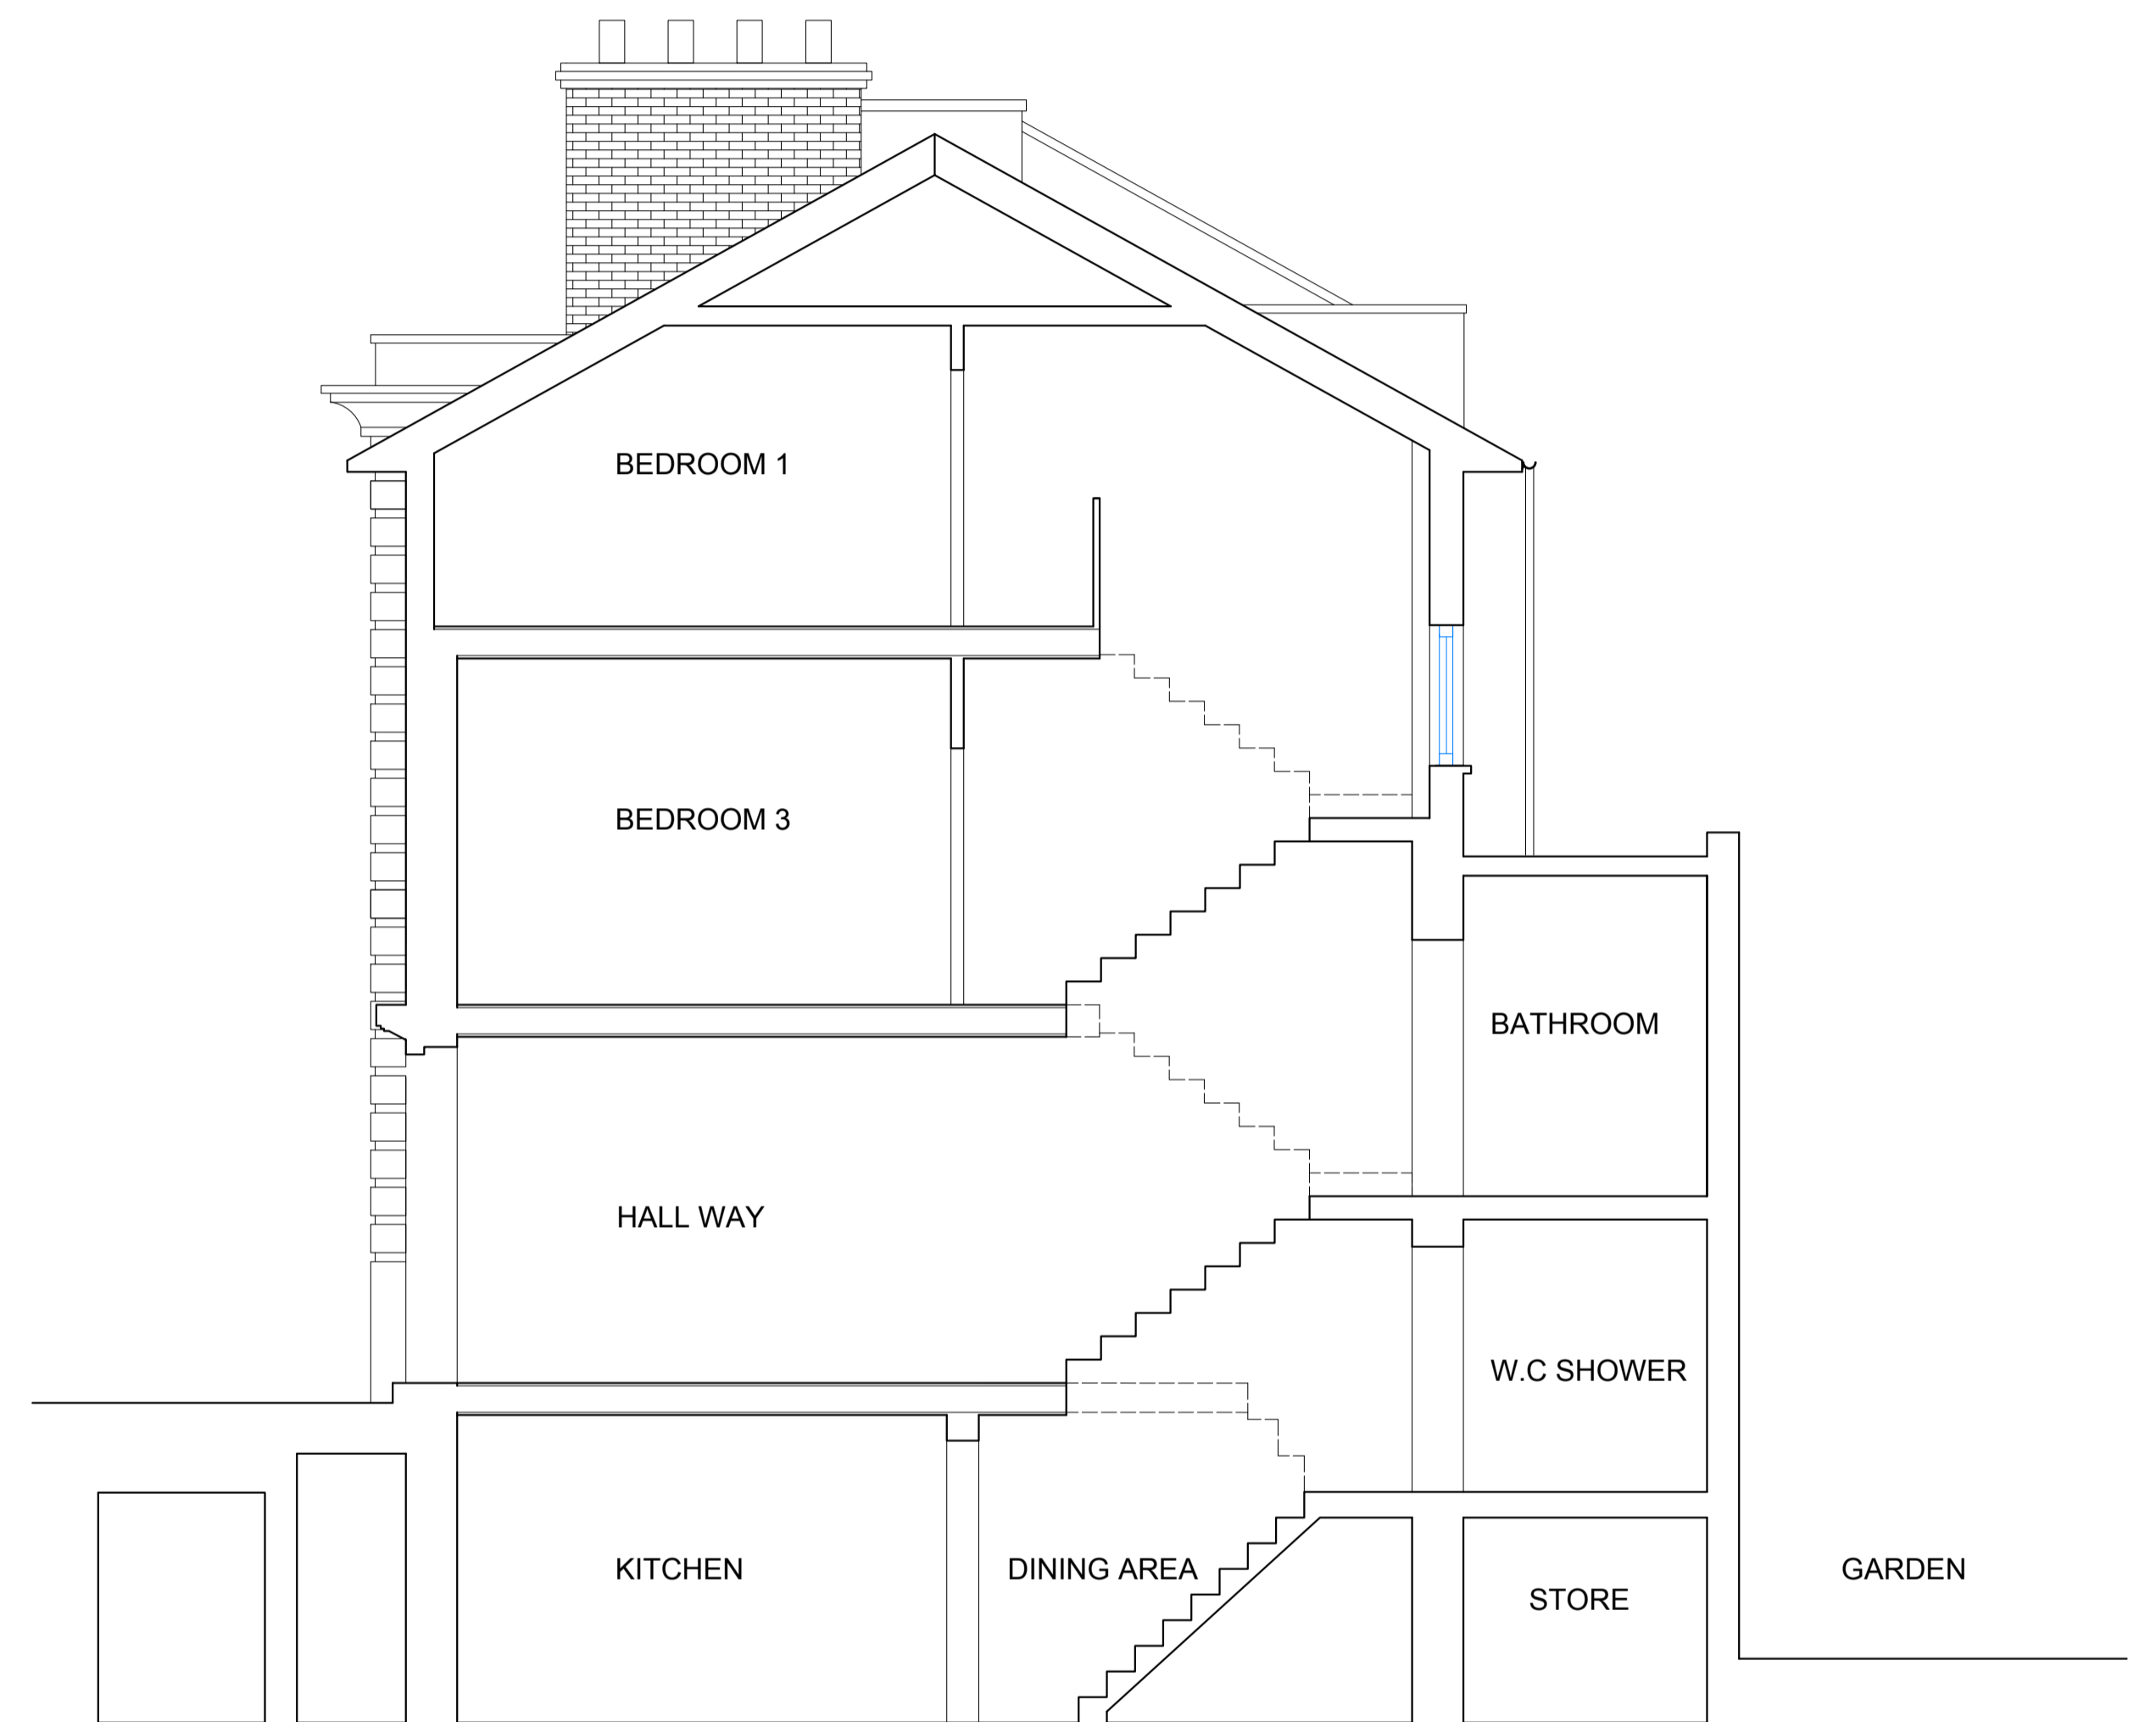 BEDROOM 1
BEDROOM 3
BATHROOM
HALL WAY
W.C SHOWER
KITCHEN
DINING AREA
STORE
GARDEN